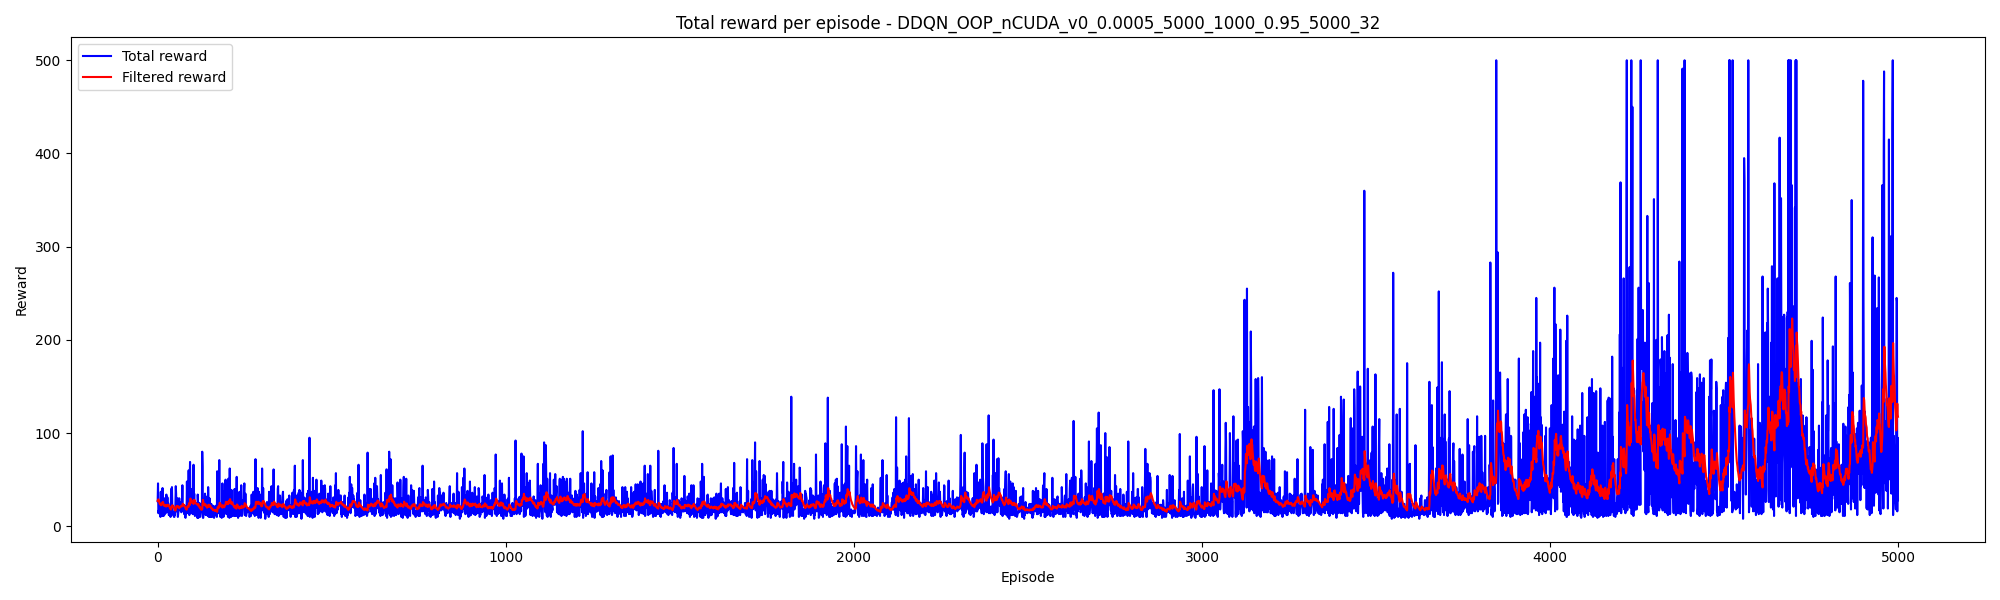 Total reward per episode - DDQN_OOP_nCUDA_v0_0.0005_5000_1000_0.95_5000_32
Total reward
Filtered reward
500
400
300
200
100
0
Reward
0 1000 2000 3000 4000 5000
Episode